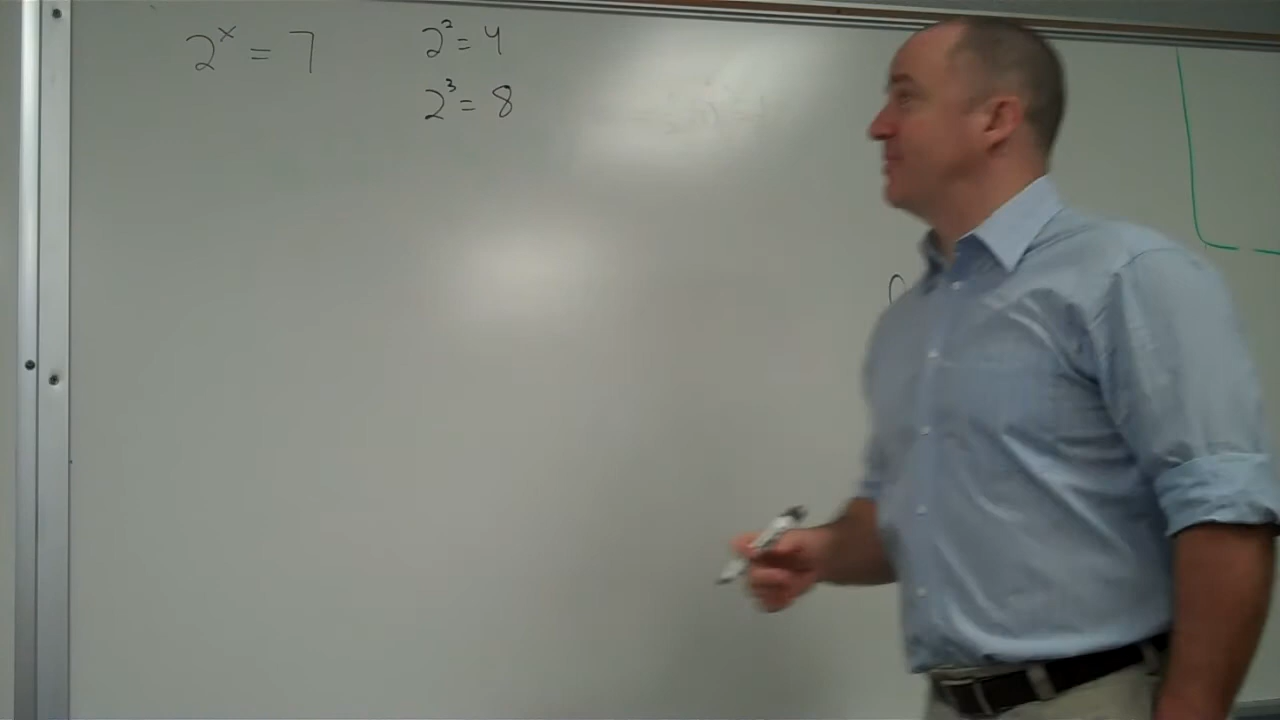 2^x = 7
2^2 = 4
2^3 = 8